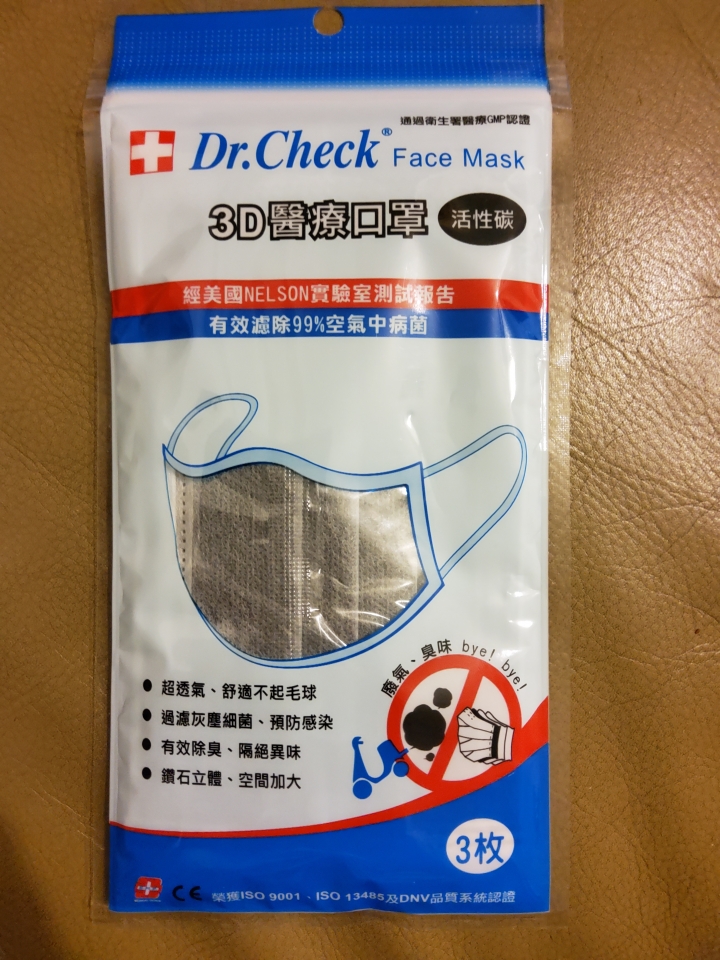 通過衛生署醫療GMP認證
Dr.Check® Face Mask
3D醫療口罩 活性碳
經美國NELSON實驗室測試報告
有效濾除99%空氣中病菌
廢氣、臭味 bye! bye!
● 超透氣、舒適不起毛球
● 過濾灰塵細菌、預防感染
● 有效除臭、隔絕異味
● 鑽石立體、空間加大
3枚
CE 榮獲ISO 9001、ISO 13485及DNV品質系統認證